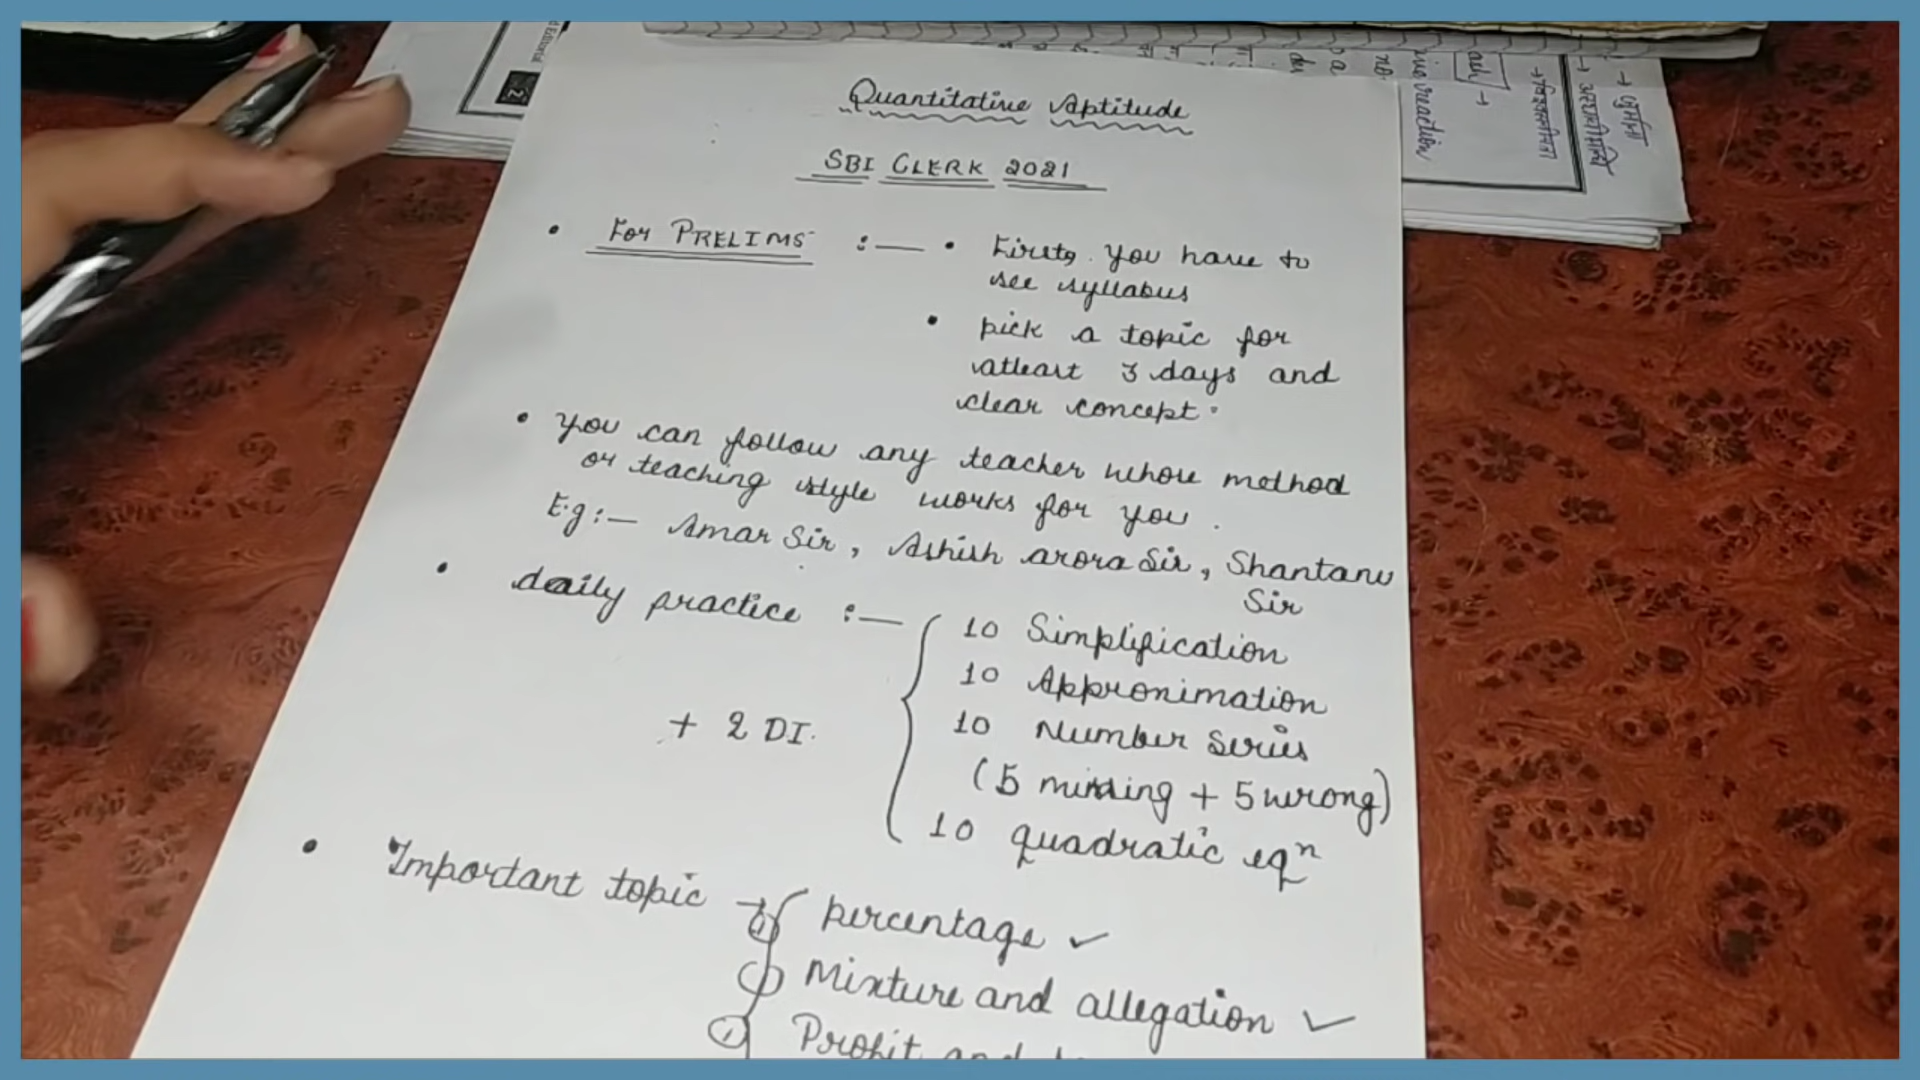 Quantitative Aptitude
SBI CLERK 2021
• For PRELIMS :— • Firstly. You have to
see syllabus
• pick a topic for
atleast 3 days and
clear concept.
• you can follow any teacher whose method
or teaching style works for you.
E.g :— Amar Sir, Ashish arora Sir, Shantanu
Sir
• daily practice :— 10 Simplification
10 Approximation
+ 2 DI. 10 Number Series
(5 missing + 5 wrong)
10 quadratic eqⁿ
• Important topic → percentage ✓
Mixture and allegation ✓
Profit and